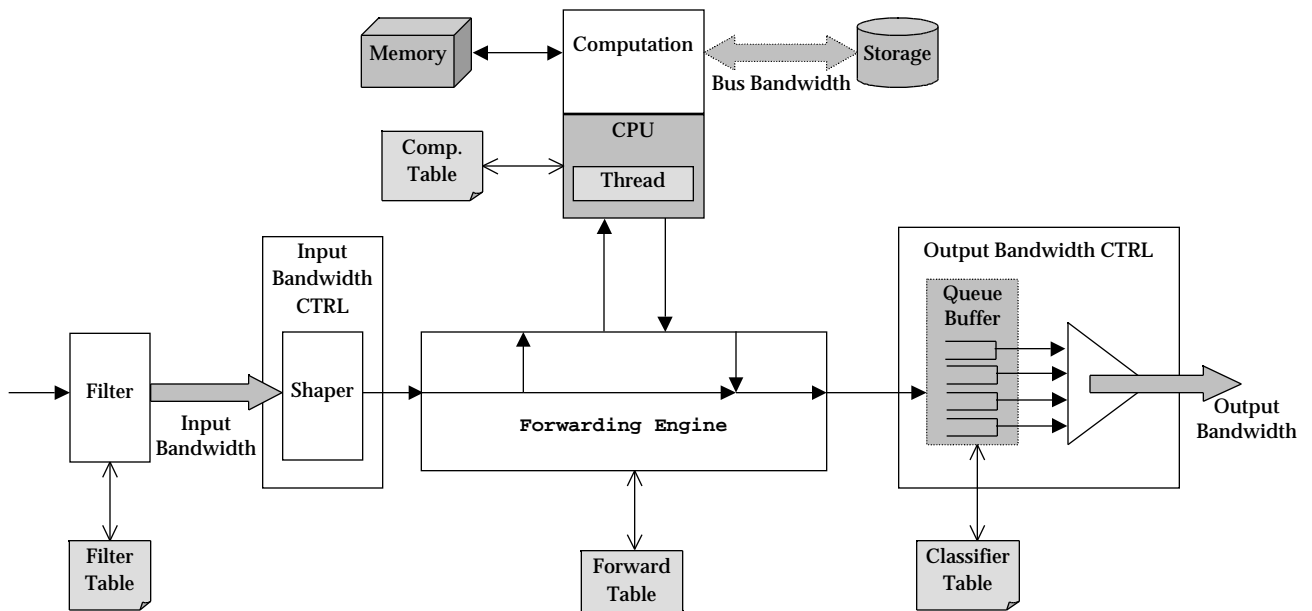 Memory
Computation
Storage
Bus Bandwidth
CPU
Thread
Comp.
Table
Input
Bandwidth
CTRL
Output Bandwidth CTRL
Queue
Buffer
Filter
Shaper
Input
Bandwidth
Forwarding Engine
Output
Bandwidth
Filter
Table
Forward
Table
Classifier
Table